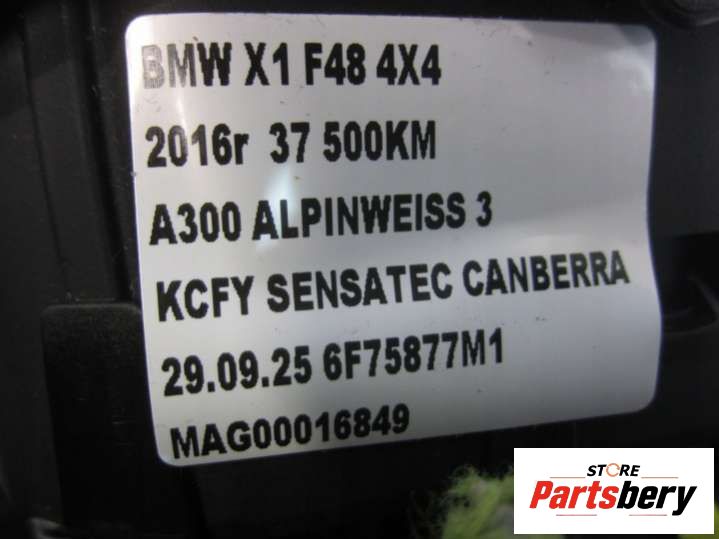 BMW X1 F48 4X4
2016r 37 500KM
A300 ALPINWEISS 3
KCFY SENSATEC CANBERRA
29.09.25 6F75877M1
MAG00016849
STORE
Partsbery